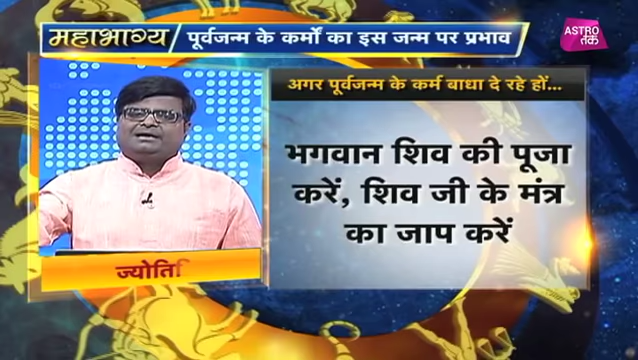 महाभाग्य पूर्वजन्म के कर्मों का इस जन्म पर प्रभाव
ASTRO
तक
अगर पूर्वजन्म के कर्म बाधा दे रहे हों...
भगवान शिव की पूजा
करें, शिव जी के मंत्र
का जाप करें